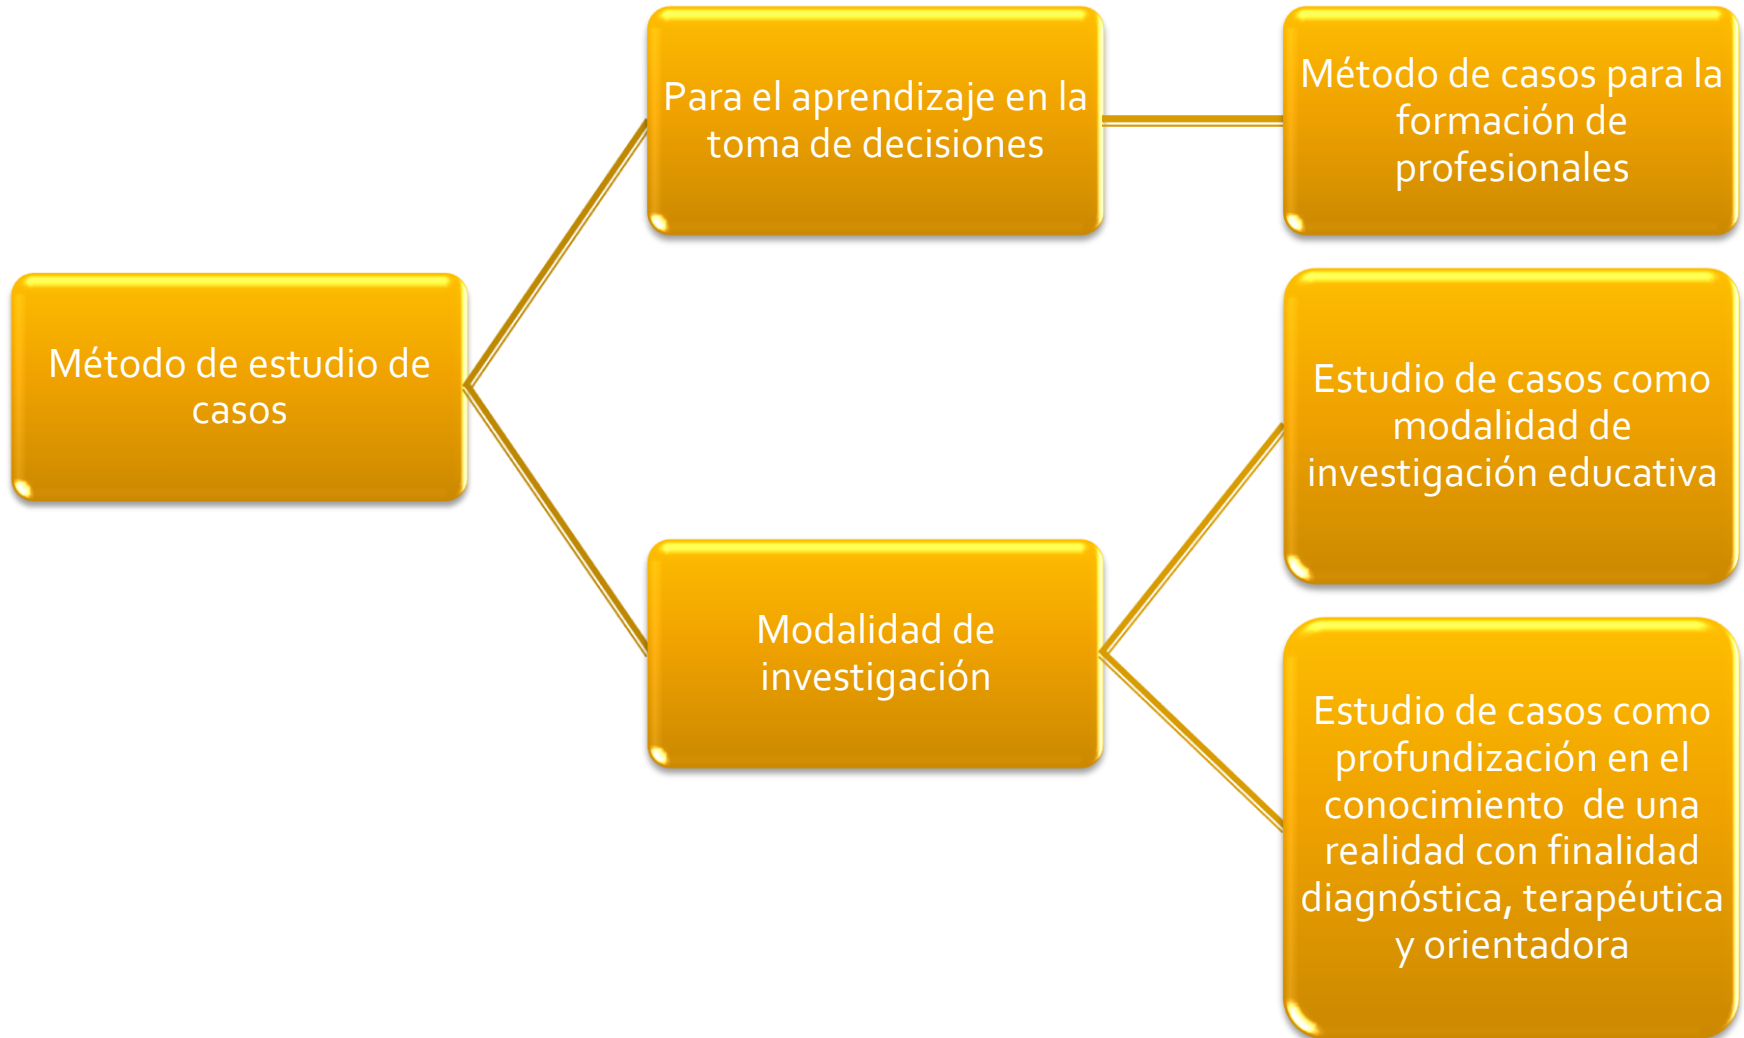 Método de estudio de
casos
Para el aprendizaje en la
toma de decisiones
Método de casos para la
formación de
profesionales
Modalidad de
investigación
Estudio de casos como
modalidad de
investigación educativa
Estudio de casos como
profundización en el
conocimiento  de una
realidad con finalidad
diagnóstica, terapéutica
y orientadora